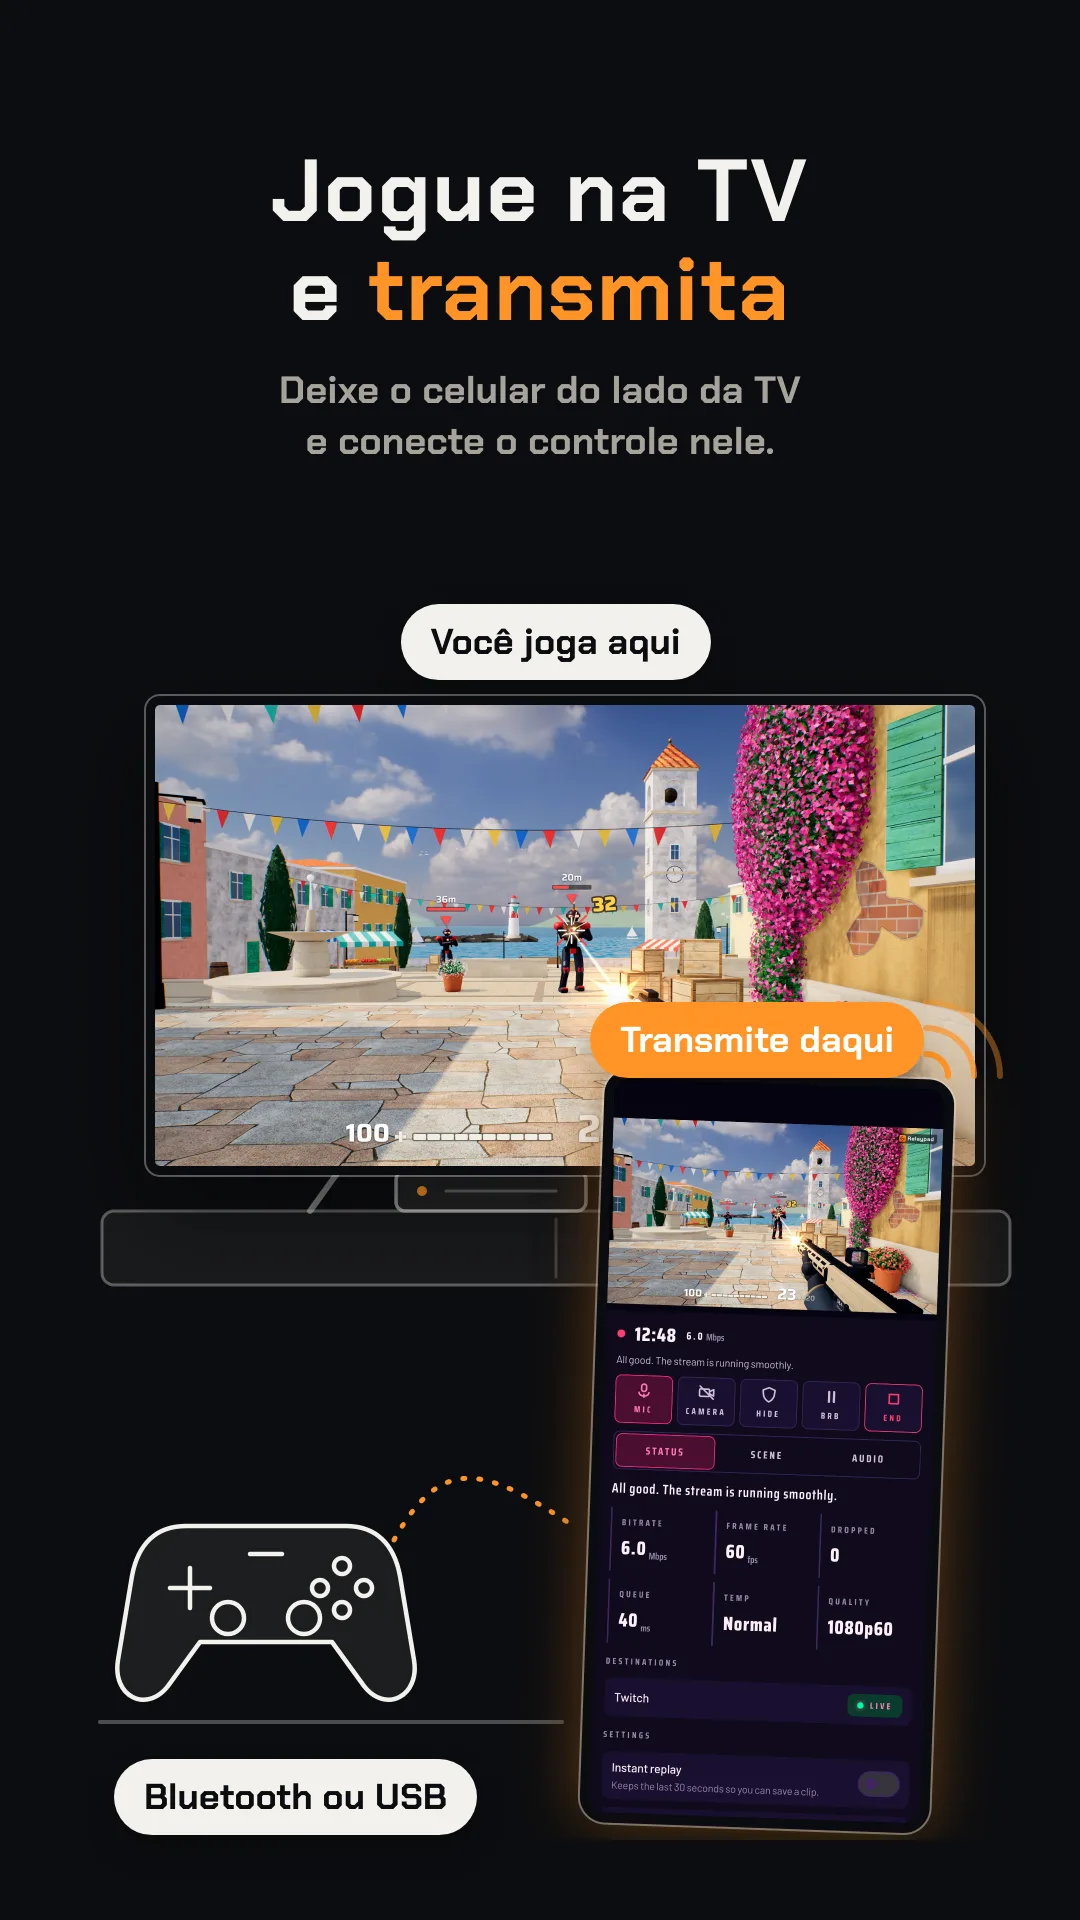 Jogue na TV
e transmita
Deixe o celular do lado da TV
e conecte o controle nele.
Você joga aqui
20m
36m
32
Transmite daqui
100 +
2
Relaypad
32
100 +
23
20
12:48 6.0 Mbps
All good. The stream is running smoothly.
MIC CAMERA HIDE BRB END
STATUS SCENE AUDIO
All good. The stream is running smoothly.
BITRATE FRAME RATE DROPPED
6.0 Mbps 60 fps 0
QUEUE TEMP QUALITY
40 ms Normal 1080p60
DESTINATIONS
Twitch LIVE
SETTINGS
Instant replay
Keeps the last 30 seconds so you can save a clip.
Bluetooth ou USB